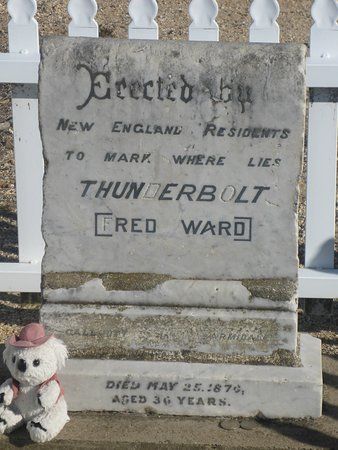 Erected by
NEW ENGLAND RESIDENTS
TO MARK WHERE LIES
THUNDERBOLT
[FRED WARD]
ARMIDALE
DIED MAY 25. 1870,
AGED 36 YEARS.